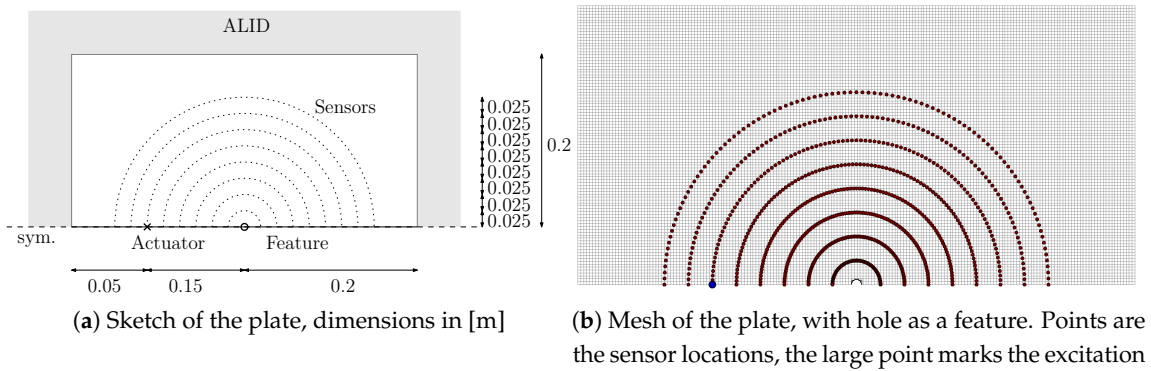 ALID
Sensors
0.025
0.025
0.025
0.025
0.025
0.025
0.025
0.025
0.2
sym.
Actuator
Feature
0.05
0.15
0.2
(a) Sketch of the plate, dimensions in [m]
(b) Mesh of the plate, with hole as a feature. Points are
the sensor locations, the large point marks the excitation